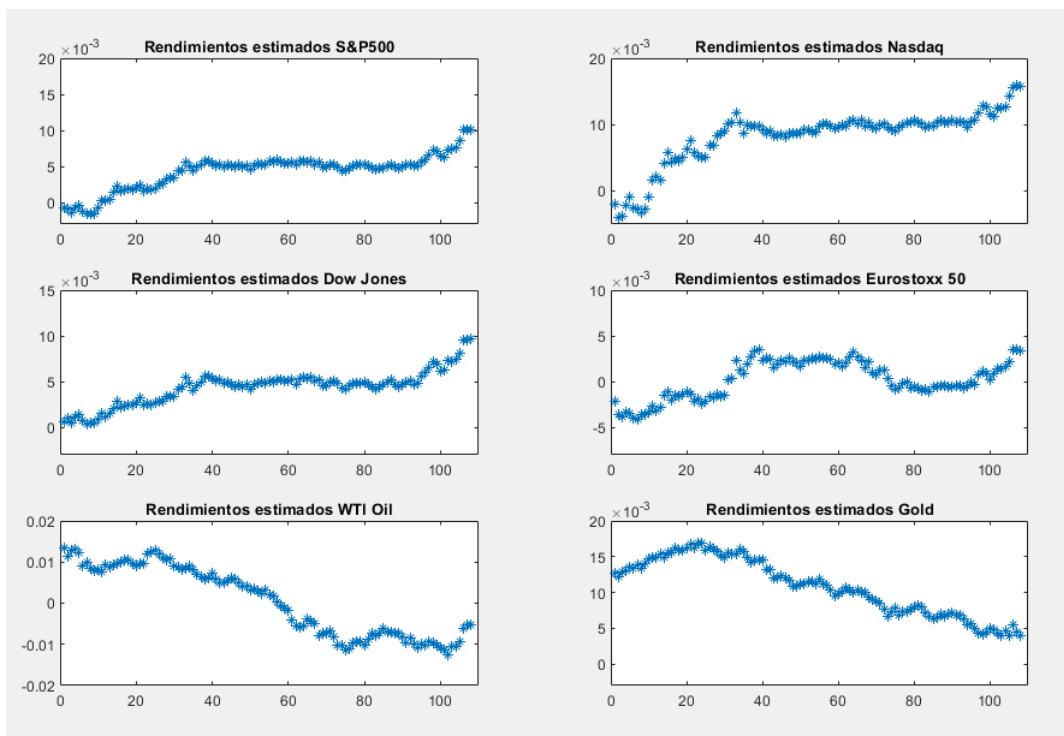 Rendimientos estimados S&P500
×10-3
20
15
10
5
0
0 20 40 60 80 100
Rendimientos estimados Nasdaq
×10-3
20
10
0
0 20 40 60 80 100
Rendimientos estimados Dow Jones
×10-3
15
10
5
0
0 20 40 60 80 100
Rendimientos estimados Eurostoxx 50
×10-3
10
5
0
-5
0 20 40 60 80 100
Rendimientos estimados WTI Oil
0.02
0.01
0
-0.01
-0.02
0 20 40 60 80 100
Rendimientos estimados Gold
×10-3
20
15
10
5
0
0 20 40 60 80 100